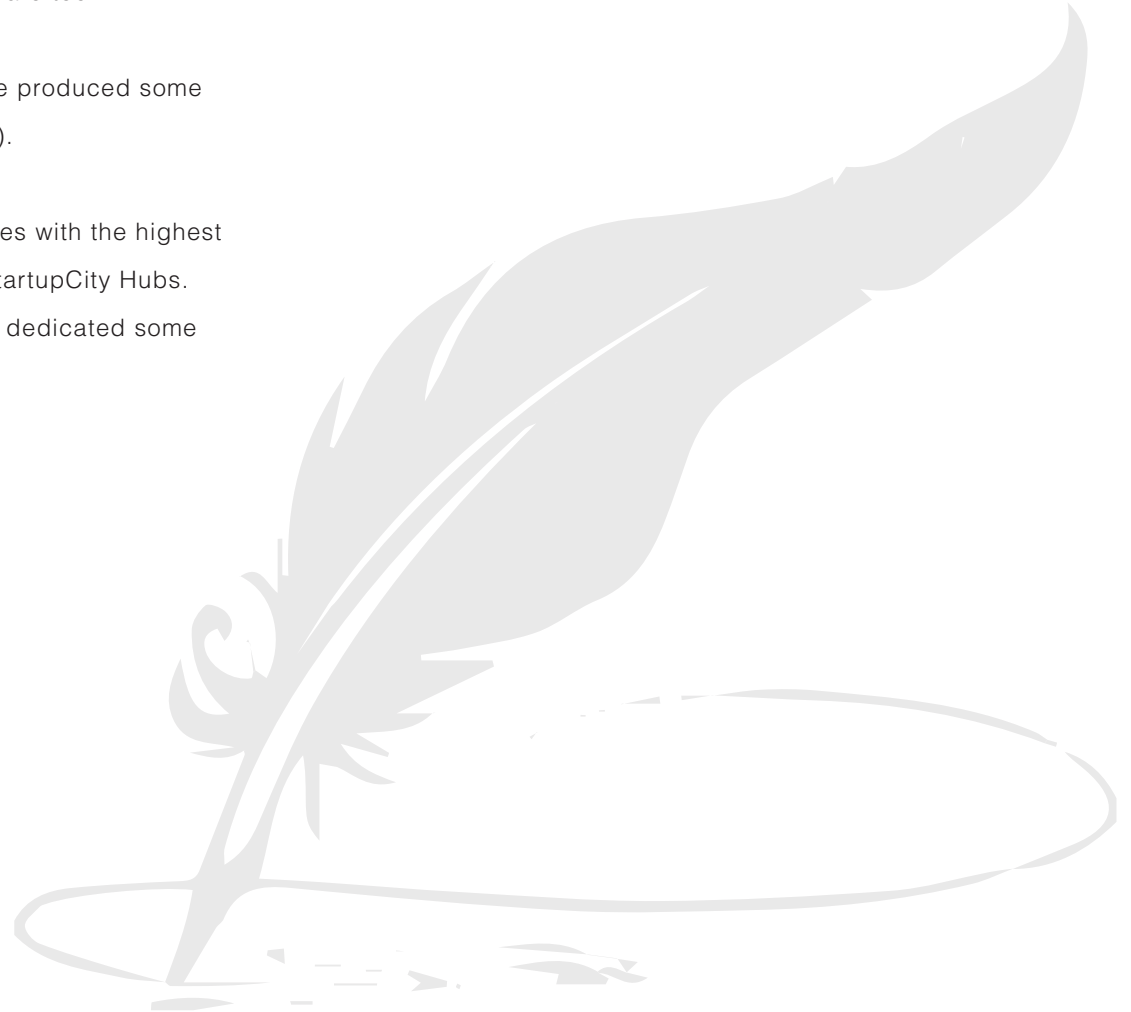 produced some
).
es with the highest
tartupCity Hubs.
dedicated some